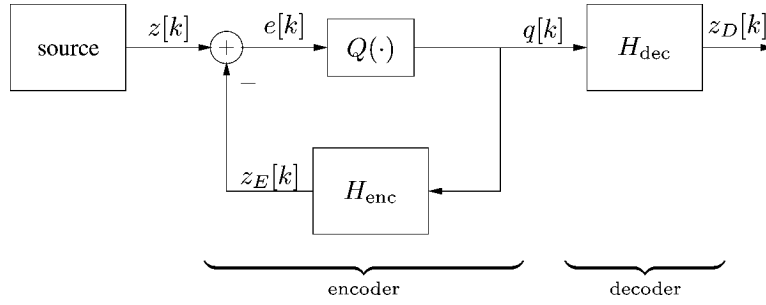 source
z[k]
+
−
e[k]
Q(·)
q[k]
H_dec
z_D[k]
z_E[k]
H_enc
encoder
decoder